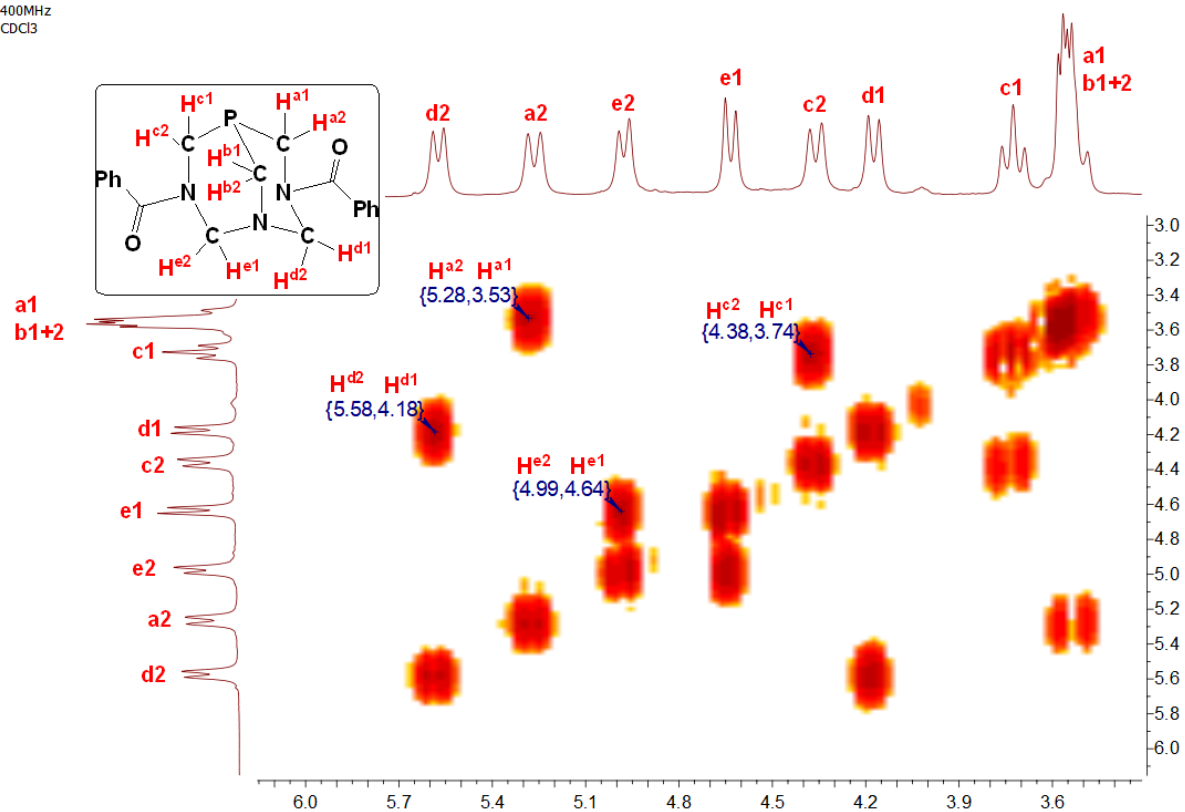 400MHz
CDCl3
a1
b1+2
c1
c2
d1
e1
e2
a2
d2
Hc1
Ha1
Ha2
P
Hc2
C
C
O
Hb1
C
Hb2
Ph
N
N
Ph
O
N
C
C
Hd1
He2
He1
Hd2
a1
b1+2
c1
d1
c2
e1
e2
a2
d2
Ha2 Ha1
{5.28,3.53}
Hc2 Hc1
{4.38,3.74}
Hd2 Hd1
{5.58,4.18}
He2 He1
{4.99,4.64}
3.0
3.2
3.4
3.6
3.8
4.0
4.2
4.4
4.6
4.8
5.0
5.2
5.4
5.6
5.8
6.0
6.0 5.7 5.4 5.1 4.8 4.5 4.2 3.9 3.6